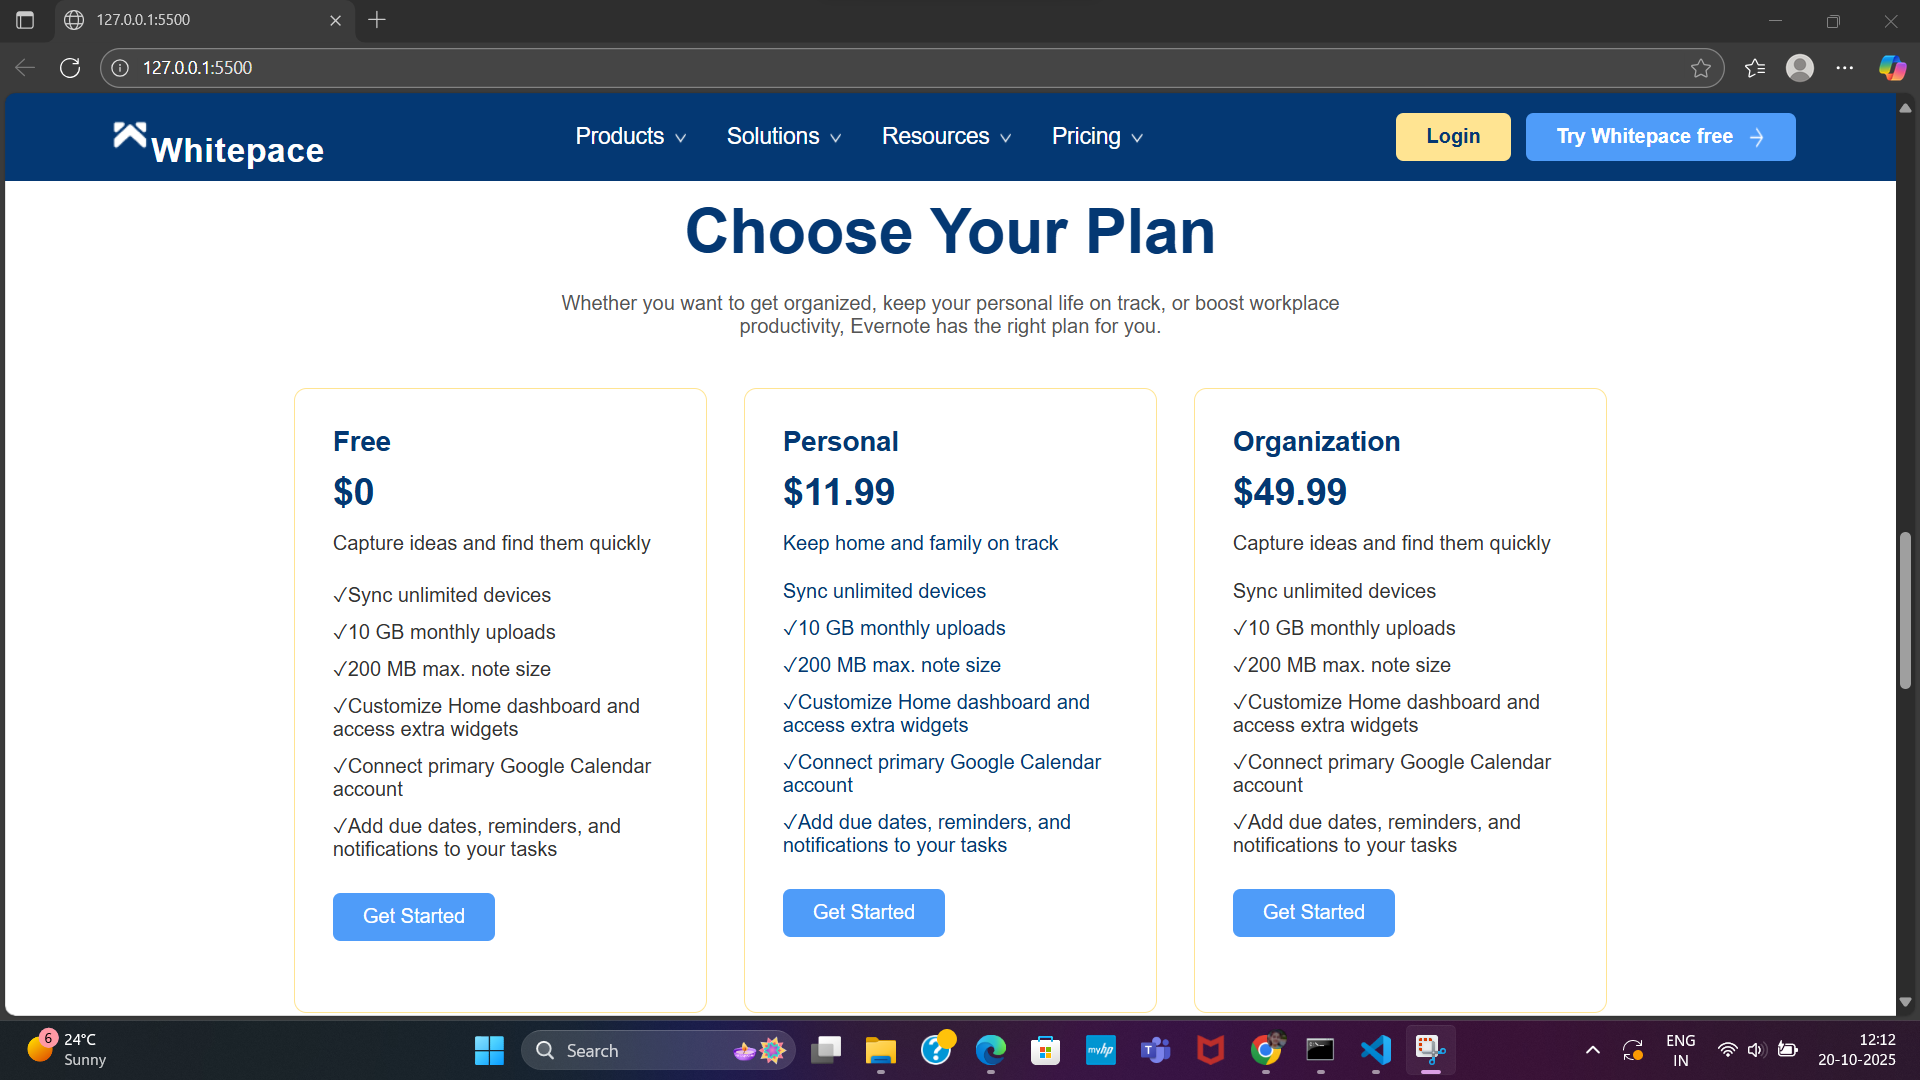 127.0.0.1:5500
127.0.0.1:5500
Whitepace
Products
Solutions
Resources
Pricing
Login
Try Whitepace free
Choose Your Plan
Whether you want to get organized, keep your personal life on track, or boost workplace
productivity, Evernote has the right plan for you.
Free
$0
Capture ideas and find them quickly
✓Sync unlimited devices
✓10 GB monthly uploads
✓200 MB max. note size
✓Customize Home dashboard and
access extra widgets
✓Connect primary Google Calendar
account
✓Add due dates, reminders, and
notifications to your tasks
Get Started
Personal
$11.99
Keep home and family on track
Sync unlimited devices
✓10 GB monthly uploads
✓200 MB max. note size
✓Customize Home dashboard and
access extra widgets
✓Connect primary Google Calendar
account
✓Add due dates, reminders, and
notifications to your tasks
Get Started
Organization
$49.99
Capture ideas and find them quickly
Sync unlimited devices
✓10 GB monthly uploads
✓200 MB max. note size
✓Customize Home dashboard and
access extra widgets
✓Connect primary Google Calendar
account
✓Add due dates, reminders, and
notifications to your tasks
Get Started
6
24°C
Sunny
Search
myhp
T
ENG
IN
12:12
20-10-2025